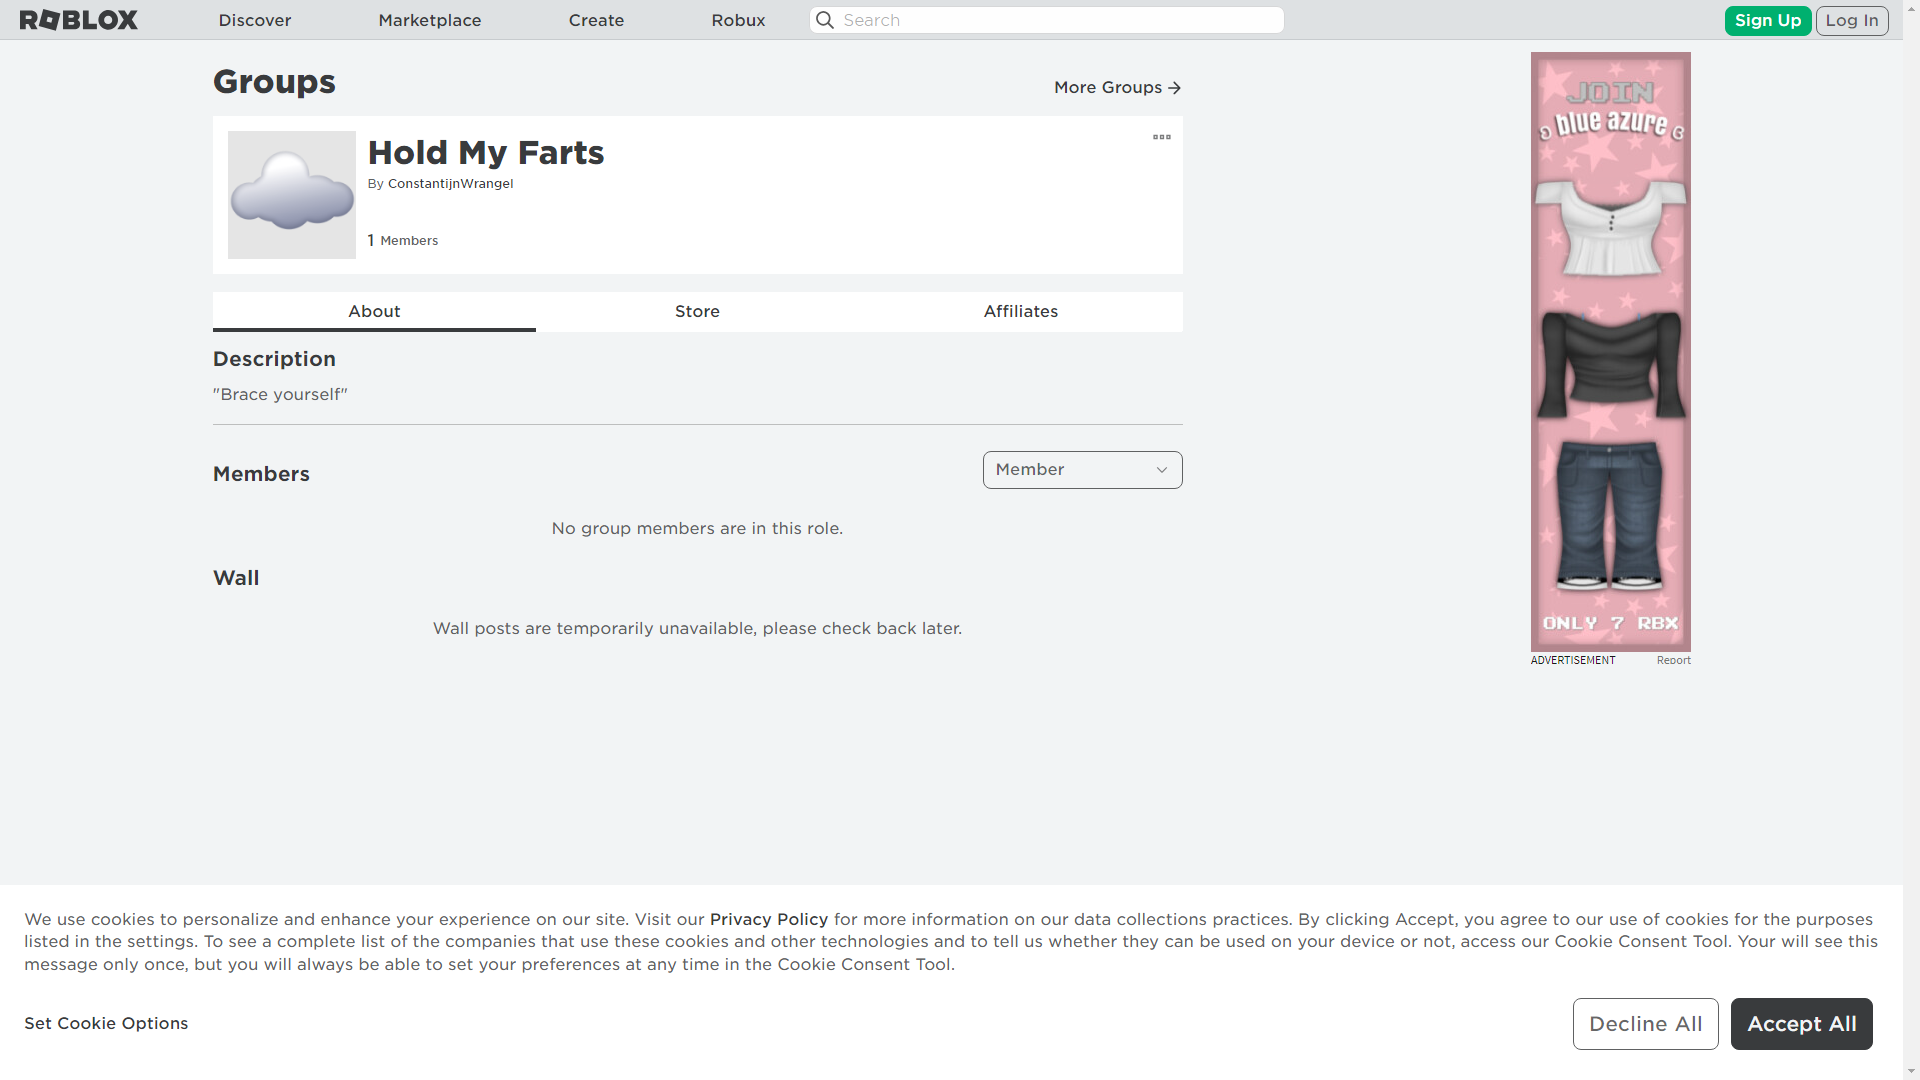 ROBLOX
Discover
Marketplace
Create
Robux
Search
Sign Up
Log In
Groups
More Groups
Hold My Farts
By ConstantijnWrangel
1 Members
About
Store
Affiliates
Description
"Brace yourself"
Members
Member
No group members are in this role.
Wall
Wall posts are temporarily unavailable, please check back later.
JOIN
blue azure
ONLY 7 RBX
ADVERTISEMENT
Report
We use cookies to personalize and enhance your experience on our site. Visit our Privacy Policy for more information on our data collections practices. By clicking Accept, you agree to our use of cookies for the purposes
listed in the settings. To see a complete list of the companies that use these cookies and other technologies and to tell us whether they can be used on your device or not, access our Cookie Consent Tool. Your will see this
message only once, but you will always be able to set your preferences at any time in the Cookie Consent Tool.
Set Cookie Options
Decline All
Accept All